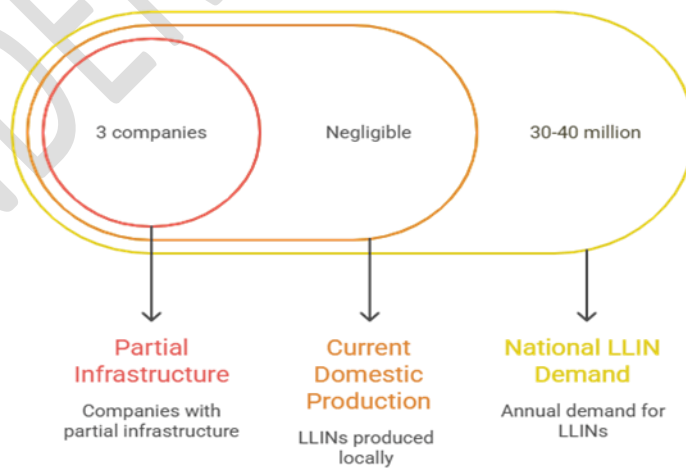 3 companies
Negligible
30-40 million
Partial
Infrastructure
Companies with
partial infrastructure
Current
Domestic
Production
LLINs produced
locally
National LLIN
Demand
Annual demand for
LLINs